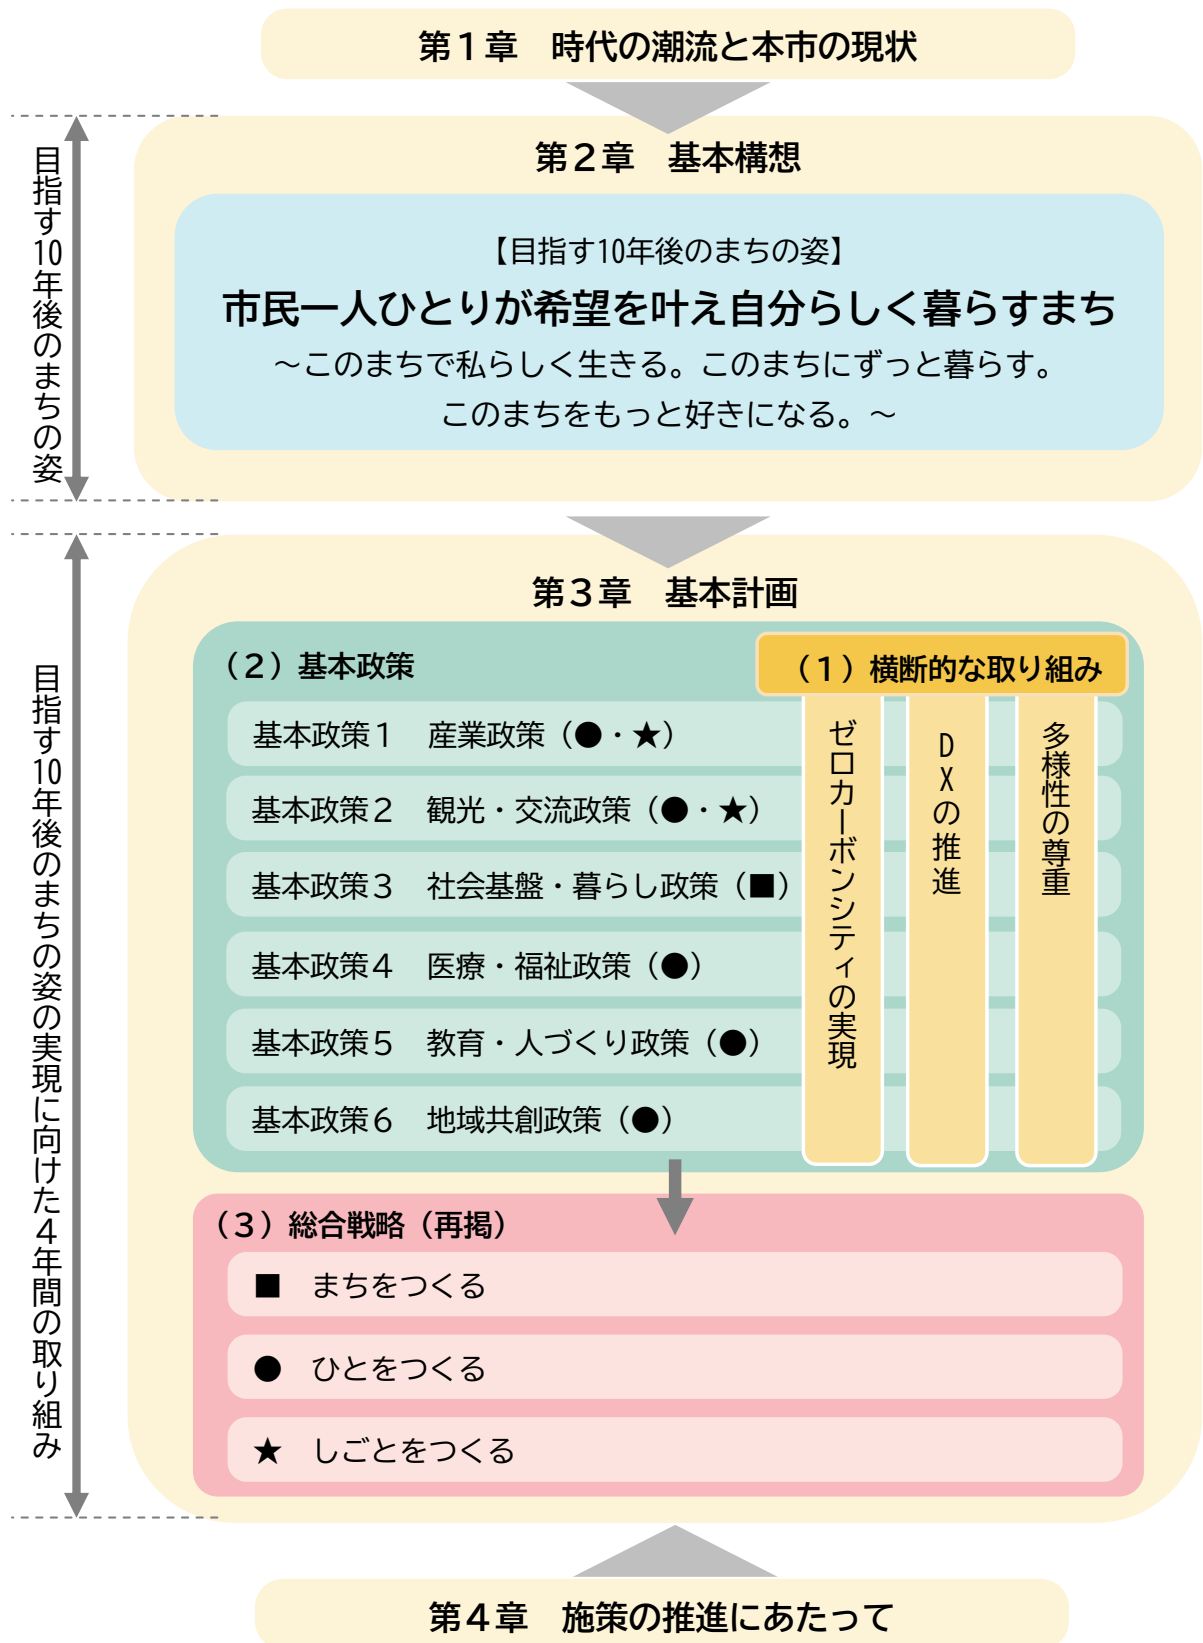 第１章　時代の潮流と本市の現状
目指す10年後のまちの姿
第２章　基本構想
【目指す10年後のまちの姿】
市民一人ひとりが希望を叶え自分らしく暮らすまち
～このまちで私らしく生きる。このまちにずっと暮らす。
このまちをもっと好きになる。～
目指す10年後のまちの姿の実現に向けた４年間の取り組み
第３章　基本計画
（２）基本政策
（１）横断的な取り組み
基本政策１　産業政策（●・★）
基本政策２　観光・交流政策（●・★）
基本政策３　社会基盤・暮らし政策（■）
基本政策４　医療・福祉政策（●）
基本政策５　教育・人づくり政策（●）
基本政策６　地域共創政策（●）
ゼロカーボンシティの実現
DXの推進
多様性の尊重
（３）総合戦略（再掲）
■　まちをつくる
●　ひとをつくる
★　しごとをつくる
第４章　施策の推進にあたって